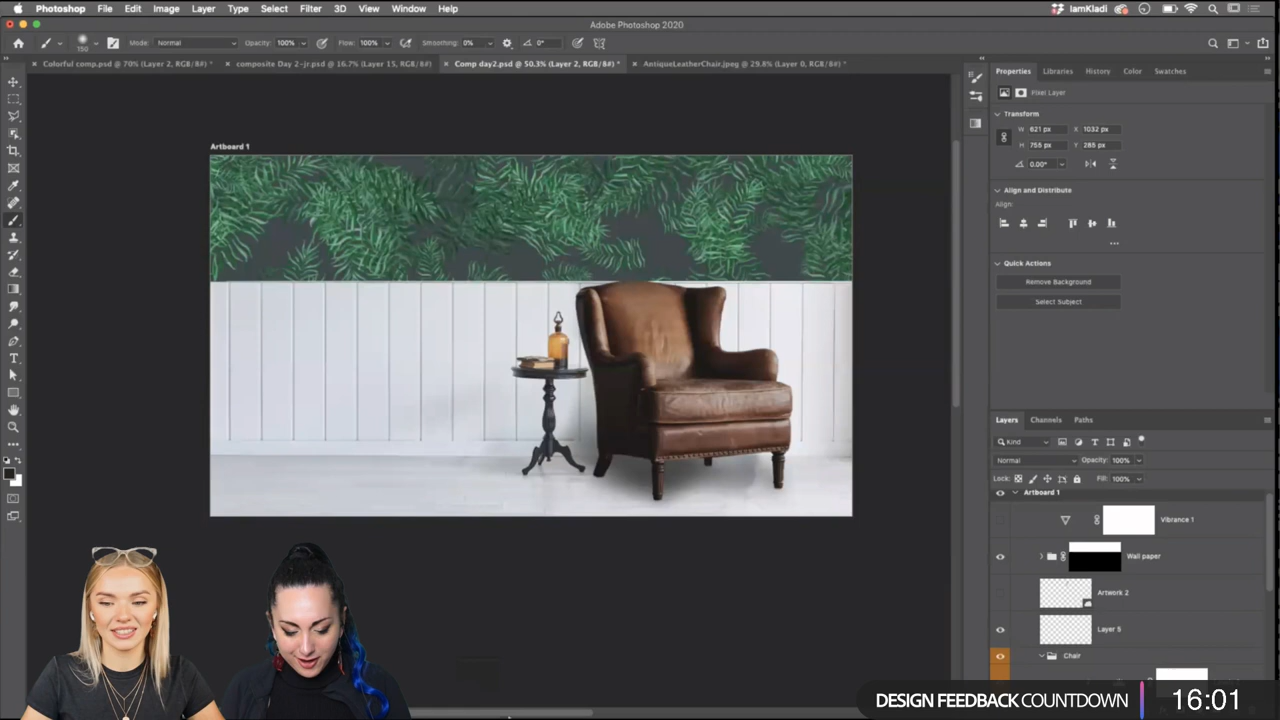 Photoshop File Edit Image Layer Type Select Filter 3D View Window Help IamKladi
Adobe Photoshop 2020
150 Mode: Normal Opacity: 100% Flow: 100% Smoothing: 0% 0°
Colorful comp.psd @ 70% (Layer 2, RGB/8#) * composite Day 2-jr.psd @ 16.7% (Layer 15, RGB/8#) Comp day2.psd @ 50.3% (Layer 2, RGB/8#) * AntiqueLeatherChair.jpeg @ 29.8% (Layer 0, RGB/8#) *
Properties Libraries History Color Swatches
Pixel Layer
Transform
W 621 px X 1032 px
H 755 px Y 285 px
0.00°
Artboard 1
Align and Distribute
Align:
Quick Actions
Remove Background
Select Subject
Layers Channels Paths
Kind
Normal Opacity: 100%
Lock: Fill: 100%
Artboard 1
Vibrance 1
Wall paper
Artwork 2
Layer 5
Chair
DESIGN FEEDBACK COUNTDOWN 16:01